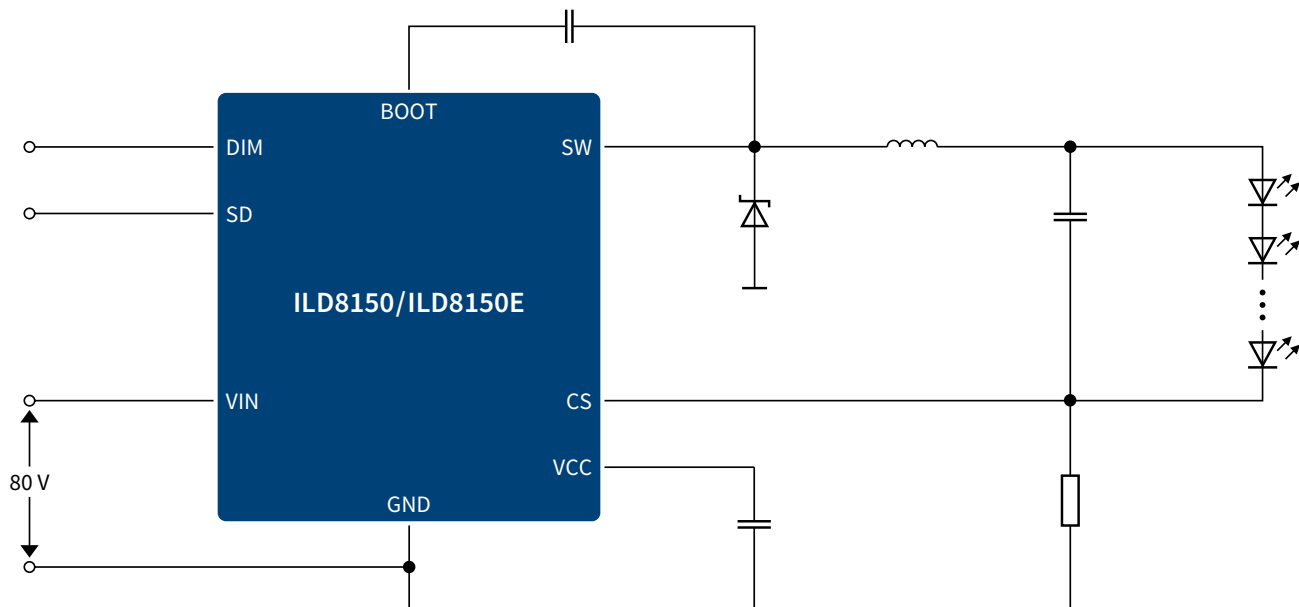 BOOT
DIM
SW
SD
ILD8150/ILD8150E
VIN
CS
VCC
80 V
GND